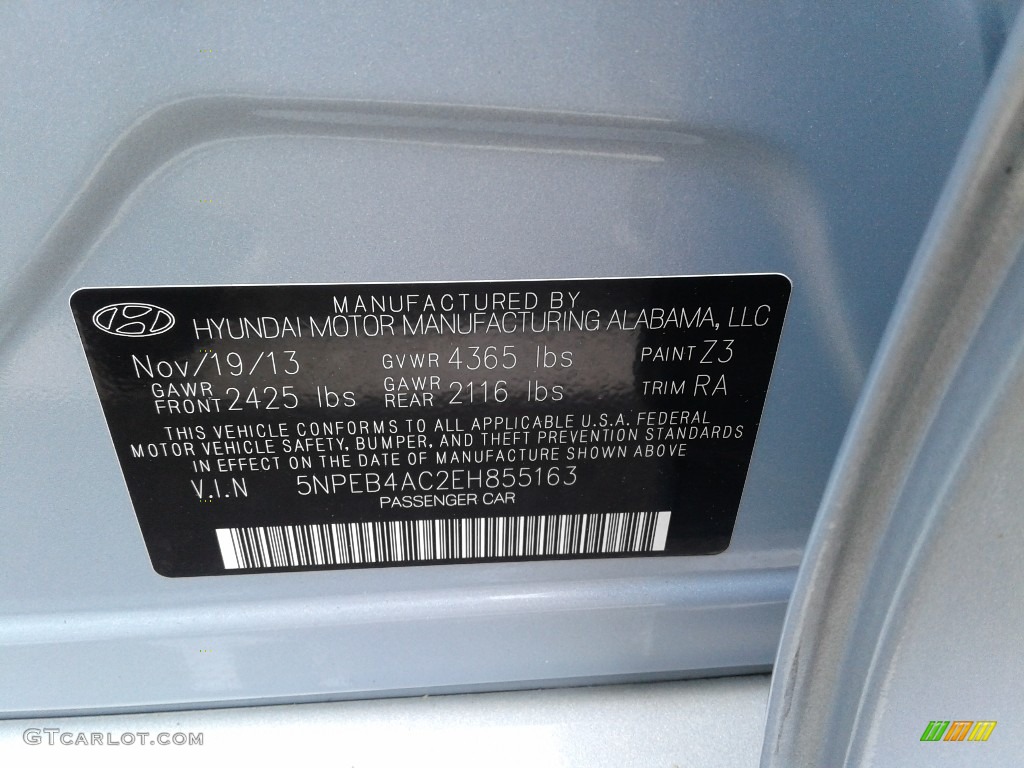 MANUFACTURED BY
HYUNDAI MOTOR MANUFACTURING ALABAMA, LLC
Nov/19/13 GVWR 4365 lbs PAINT Z3
GAWR FRONT 2425 lbs GAWR REAR 2116 lbs TRIM RA
THIS VEHICLE CONFORMS TO ALL APPLICABLE U.S.A. FEDERAL
MOTOR VEHICLE SAFETY, BUMPER, AND THEFT PREVENTION STANDARDS
IN EFFECT ON THE DATE OF MANUFACTURE SHOWN ABOVE
V.I.N 5NPEB4AC2EH855163
PASSENGER CAR
GTCARLOT.COM